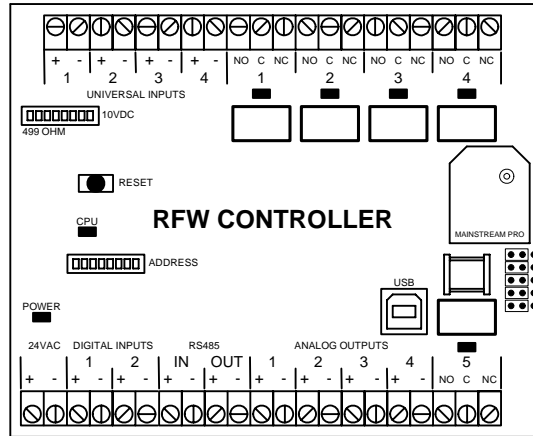 + - + - + - + - NO C NC NO C NC NO C NC NO C NC
1 2 3 4 1 2 3 4
UNIVERSAL INPUTS
10VDC
499 OHM
RESET
CPU
RFW CONTROLLER
MAINSTREAM PRO
ADDRESS
USB
POWER
24VAC DIGITAL INPUTS RS485 ANALOG OUTPUTS
1 2 IN OUT 1 2 3 4 5
+ - + - + - + - + - + - + - + - + - NO C NC